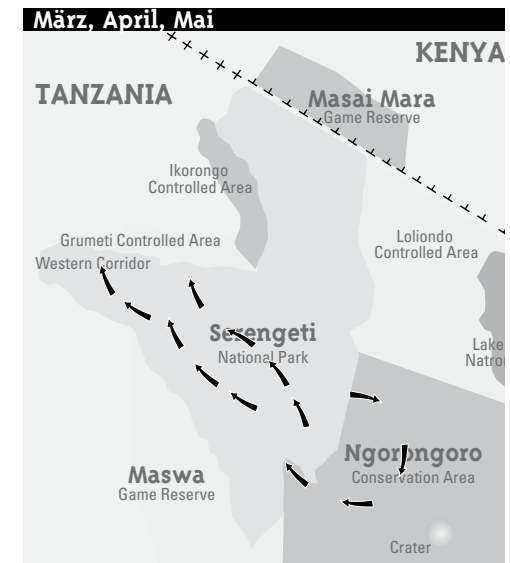 März, April, Mai
KENYA
TANZANIA
Masai Mara
Game Reserve
Ikorongo
Controlled Area
Grumeti Controlled Area
Western Corridor
Loliondo
Controlled Area
Serengeti
National Park
Lake
Natron
Ngorongoro
Conservation Area
Maswa
Game Reserve
Crater